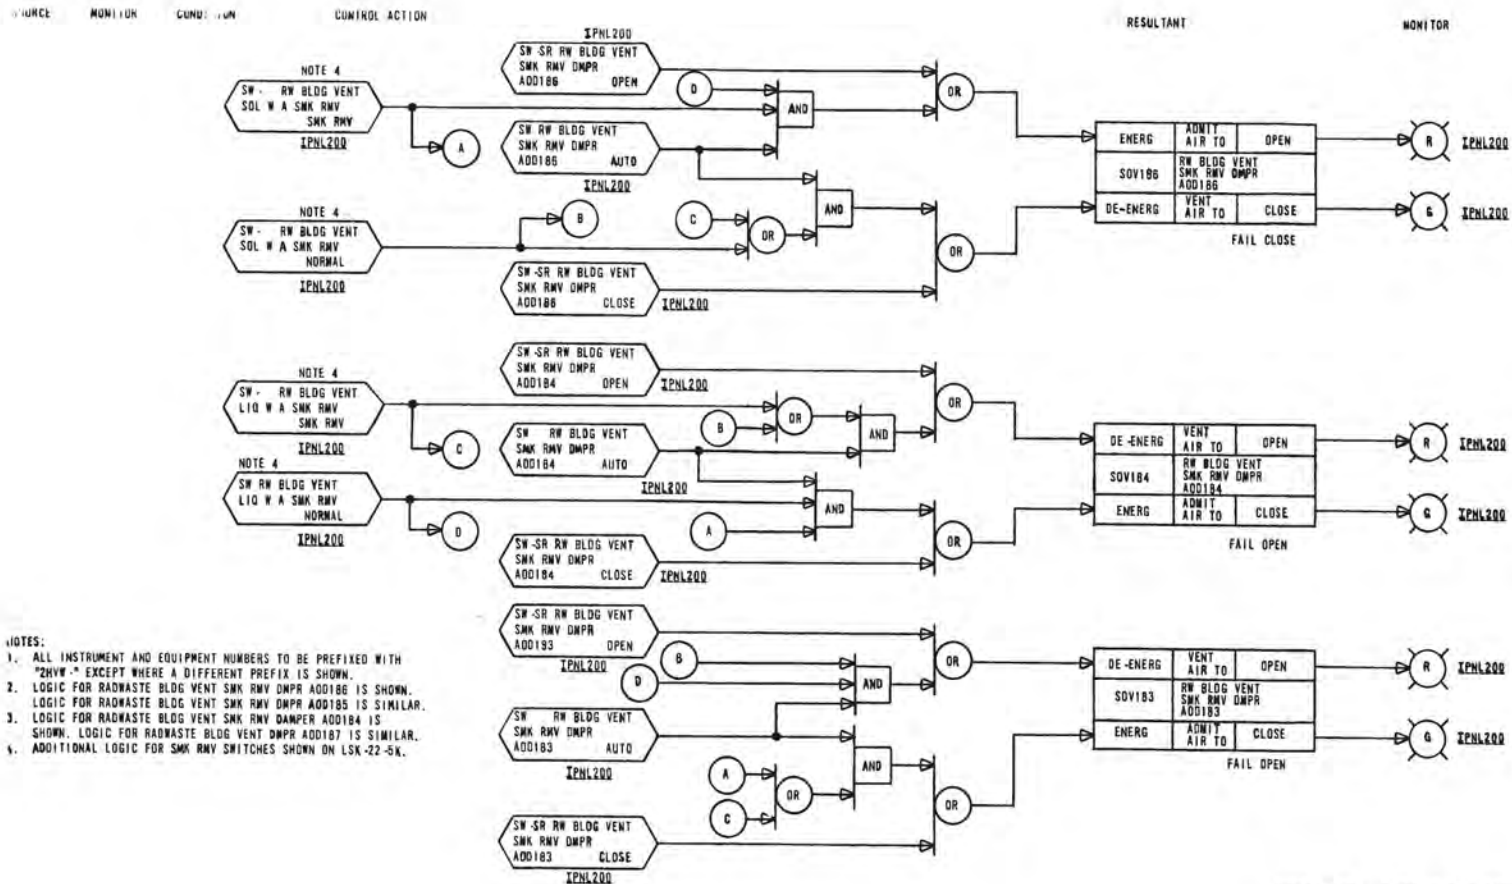 MONITOR
CONTROL ACTION
RESULTANT
MONITOR
NOTE 4
SW- RW BLDG VENT
SOL W A SMK RMV
SMK RMV
IPNL200
A
IPNL200
SW-SR RW BLDG VENT
SMK RMV DMPR
AOD186 OPEN
SW RW BLDG VENT
SMK RMV DMPR
AOD186 AUTO
IPNL200
D
AND
OR
B
C
OR
AND
OR
NOTE 4
SW- RW BLDG VENT
SOL W A SMK RMV
NORMAL
IPNL200
SW-SR RW BLDG VENT
SMK RMV DMPR
AOD186 CLOSE
IPNL200
ENERG
ADMIT
AIR TO
OPEN
SOV186
RW BLDG VENT
SMK RMV DMPR
AOD186
DE-ENERG
VENT
AIR TO
CLOSE
FAIL CLOSE
R
IPNL200
G
IPNL200
NOTE 4
SW- RW BLDG VENT
LIQ W A SMK RMV
SMK RMV
IPNL200
C
SW-SR RW BLDG VENT
SMK RMV DMPR
AOD184 OPEN
IPNL200
SW RW BLDG VENT
SMK RMV DMPR
AOD184 AUTO
IPNL200
B
OR
AND
OR
NOTE 4
SW RW BLDG VENT
LIQ W A SMK RMV
NORMAL
IPNL200
D
A
AND
OR
SW-SR RW BLDG VENT
SMK RMV DMPR
AOD184 CLOSE
IPNL200
DE-ENERG
VENT
AIR TO
OPEN
SOV184
RW BLDG VENT
SMK RMV DMPR
AOD184
ENERG
ADMIT
AIR TO
CLOSE
FAIL OPEN
R
IPNL200
G
IPNL200
SW-SR RW BLDG VENT
SMK RMV DMPR
AOD183 OPEN
IPNL200
B
D
AND
OR
SW RW BLDG VENT
SMK RMV DMPR
AOD183 AUTO
IPNL200
A
C
OR
AND
OR
SW-SR RW BLDG VENT
SMK RMV DMPR
AOD183 CLOSE
IPNL200
DE-ENERG
VENT
AIR TO
OPEN
SOV183
RW BLDG VENT
SMK RMV DMPR
AOD183
ENERG
ADMIT
AIR TO
CLOSE
FAIL OPEN
R
IPNL200
G
IPNL200
NOTES:
1. ALL INSTRUMENT AND EQUIPMENT NUMBERS TO BE PREFIXED WITH
"2HVW-" EXCEPT WHERE A DIFFERENT PREFIX IS SHOWN.
2. LOGIC FOR RADWASTE BLDG VENT SMK RMV DMPR AOD186 IS SHOWN.
LOGIC FOR RADWASTE BLDG VENT SMK RMV DMPR AOD185 IS SIMILAR.
3. LOGIC FOR RADWASTE BLDG VENT SMK RMV DAMPER AOD184 IS
SHOWN. LOGIC FOR RADWASTE BLDG VENT DMPR AOD187 IS SIMILAR.
4. ADDITIONAL LOGIC FOR SMK RMV SWITCHES SHOWN ON LSK-22-5K.